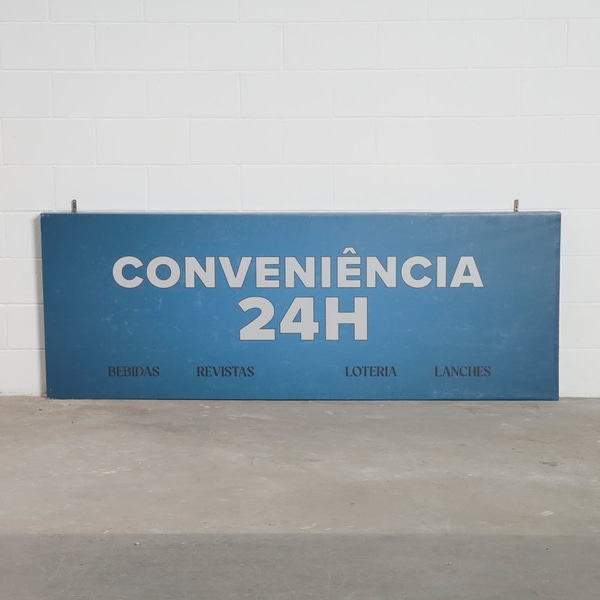 CONVENIÊNCIA
24H
BEBIDAS REVISTAS LOTERIA LANCHES